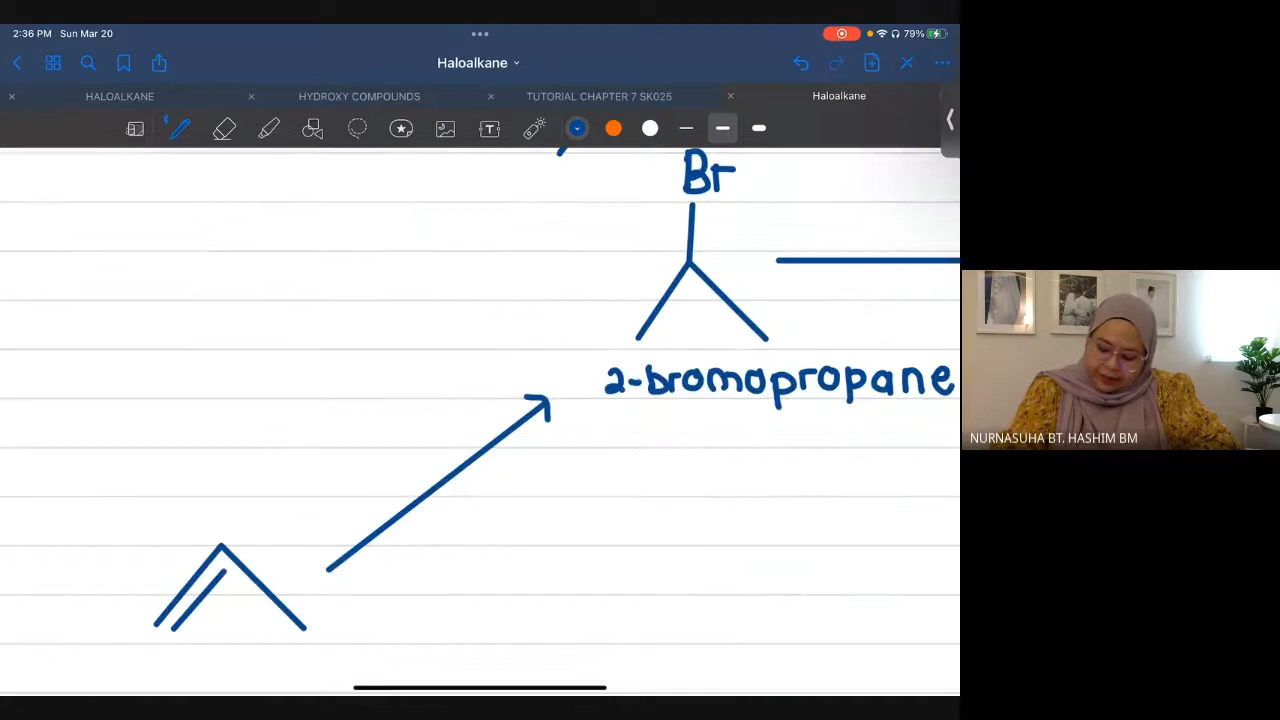 2:36 PM Sun Mar 20
79%
Haloalkane
HALOALKANE
HYDROXY COMPOUNDS
TUTORIAL CHAPTER 7 SK025
Haloalkane
Br
2-bromopropane
NURNASUHA BT. HASHIM BM